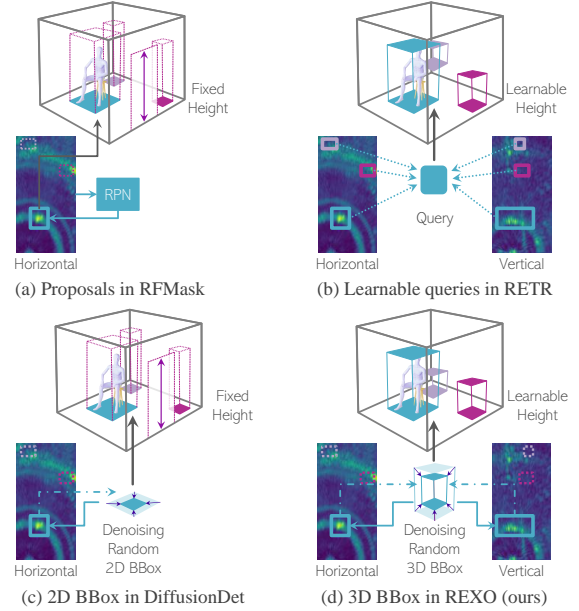 Fixed
Height
RPN
Horizontal
(a) Proposals in RFMask
Learnable
Height
Query
Horizontal
Vertical
(b) Learnable queries in RETR
Fixed
Height
Denoising
Random
2D BBox
Horizontal
(c) 2D BBox in DiffusionDet
Learnable
Height
Denoising
Random
3D BBox
Horizontal
Vertical
(d) 3D BBox in REXO (ours)